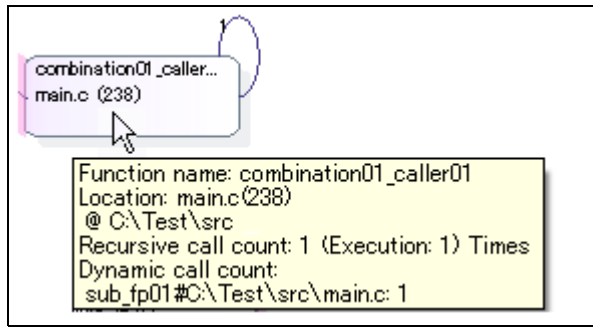 1
combination01_caller...
main.c (238)
Function name: combination01_caller01
Location: main.c(238)
@ C:\Test\src
Recursive call count: 1 (Execution: 1) Times
Dynamic call count:
sub_fp01#C:\Test\src\main.c: 1